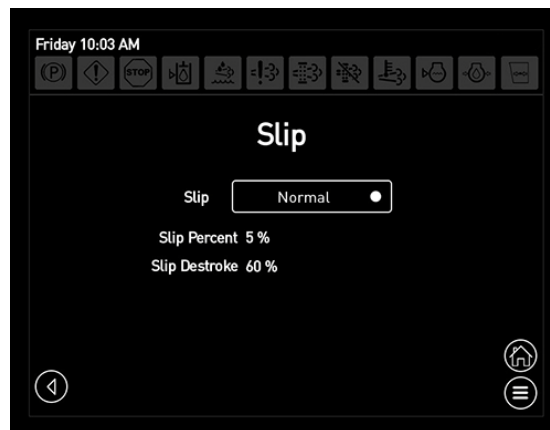 Friday 10:03 AM
(P) STOP
Slip
Slip Normal
Slip Percent 5 %
Slip Destroke 60 %